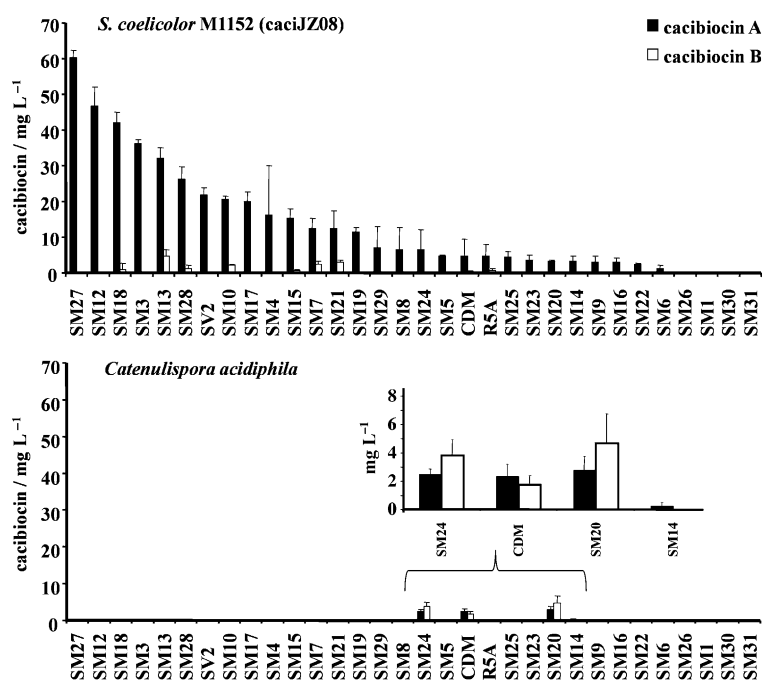 S. coelicolor M1152 (caciJZ08)
cacibiocin A
cacibiocin B
cacibiocin / mg L⁻¹
70
60
50
40
30
20
10
0
SM27 SM12 SM18 SM3 SM13 SM28 SV2 SM10 SM17 SM4 SM15 SM7 SM21 SM19 SM29 SM8 SM24 SM5 CDM R5A SM25 SM23 SM20 SM14 SM9 SM16 SM22 SM6 SM26 SM1 SM30 SM31
Catenulispora acidiphila
cacibiocin / mg L⁻¹
70
60
50
40
30
20
10
0
mg L⁻¹
8
6
4
2
0
SM24 CDM SM20 SM14
SM27 SM12 SM18 SM3 SM13 SM28 SV2 SM10 SM17 SM4 SM15 SM7 SM21 SM19 SM29 SM8 SM24 SM5 CDM R5A SM25 SM23 SM20 SM14 SM9 SM16 SM22 SM6 SM26 SM1 SM30 SM31